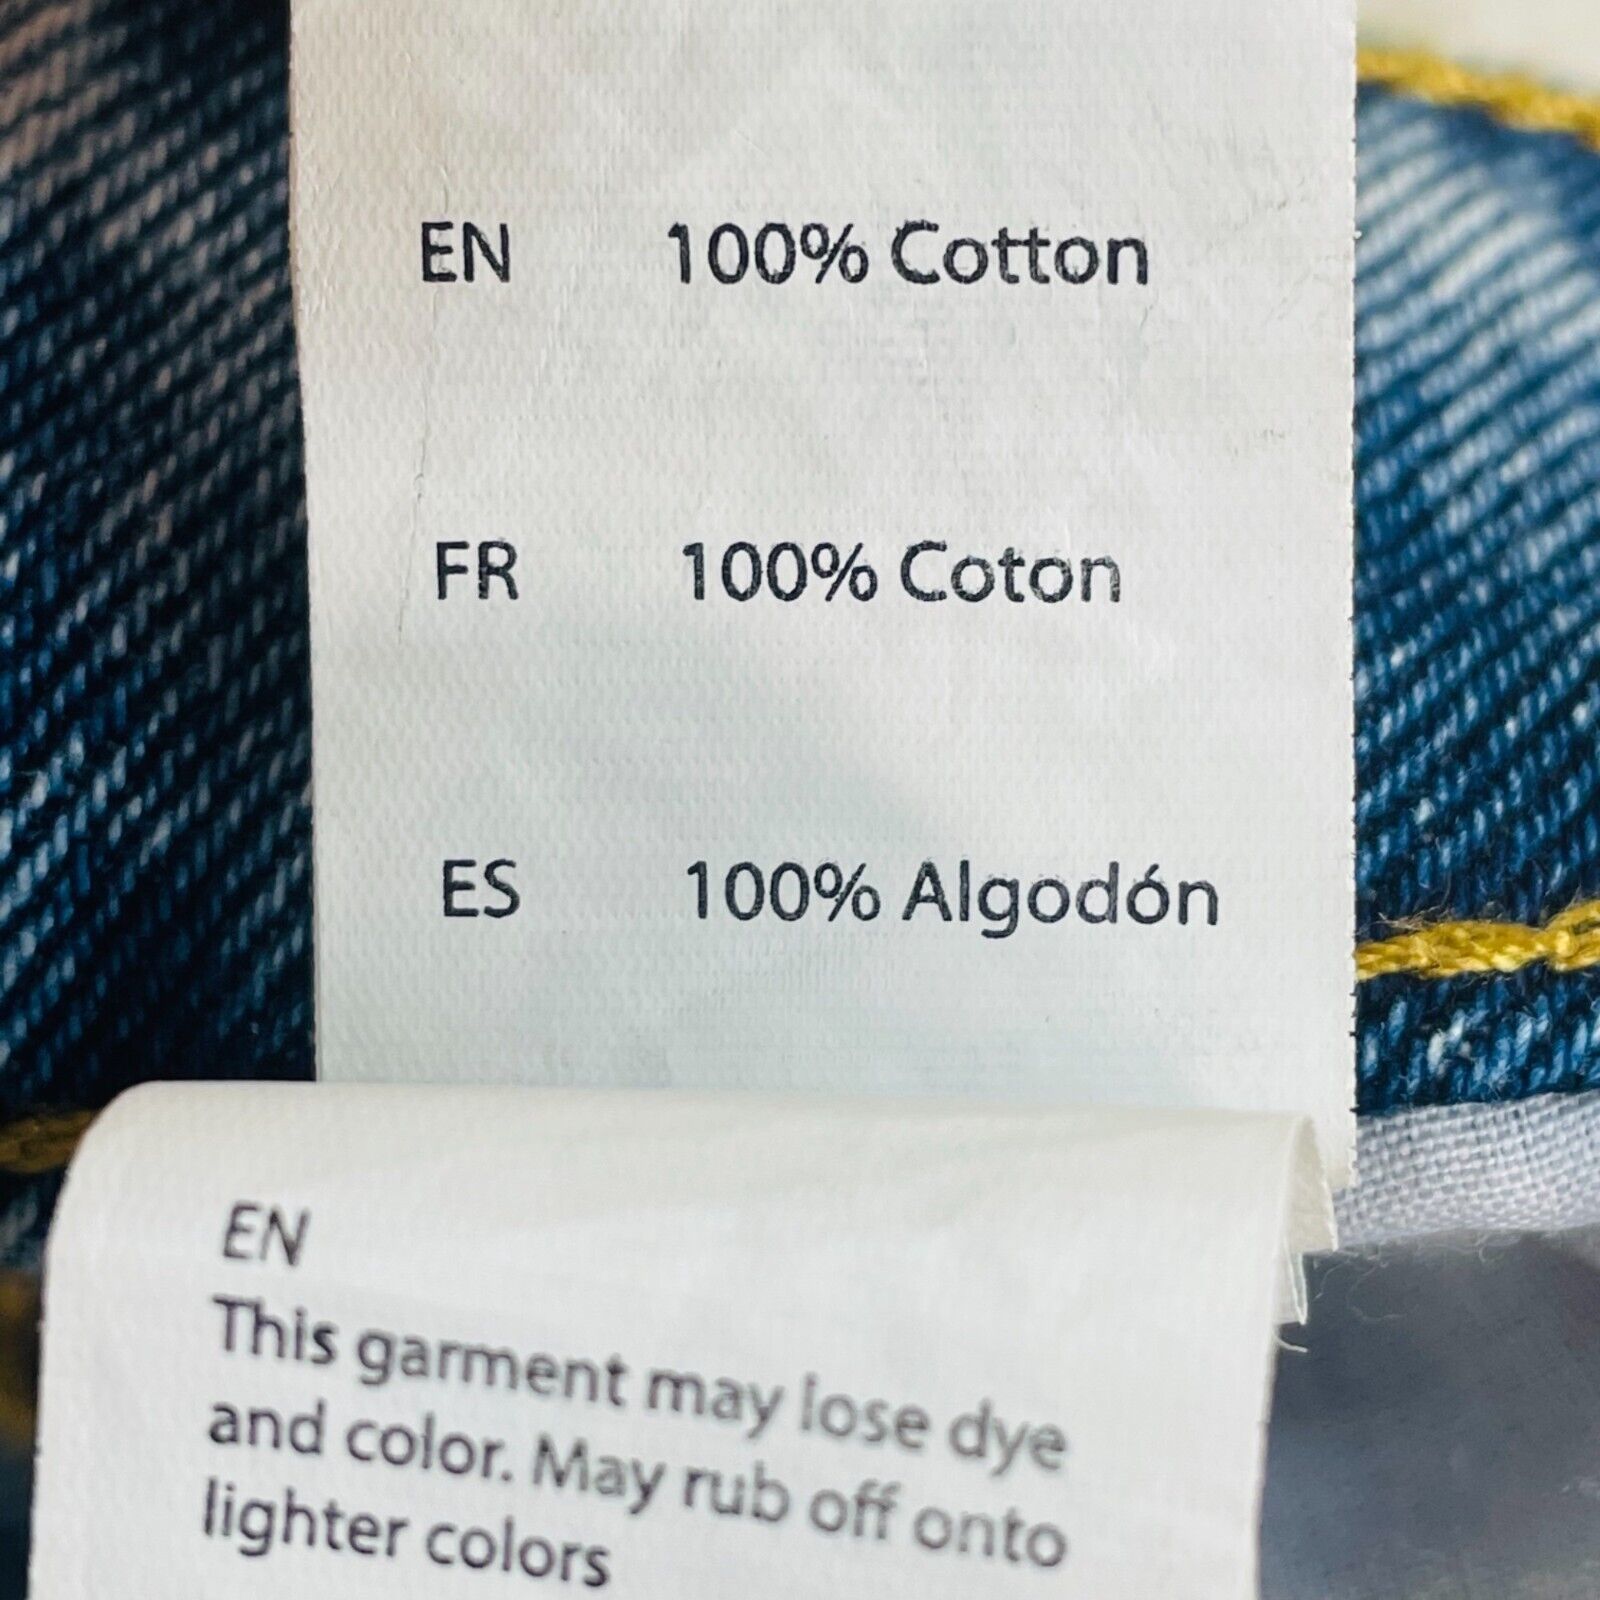 EN 100% Cotton
FR 100% Coton
ES 100% Algodón
EN
This garment may lose dye
and color. May rub off onto
lighter colors